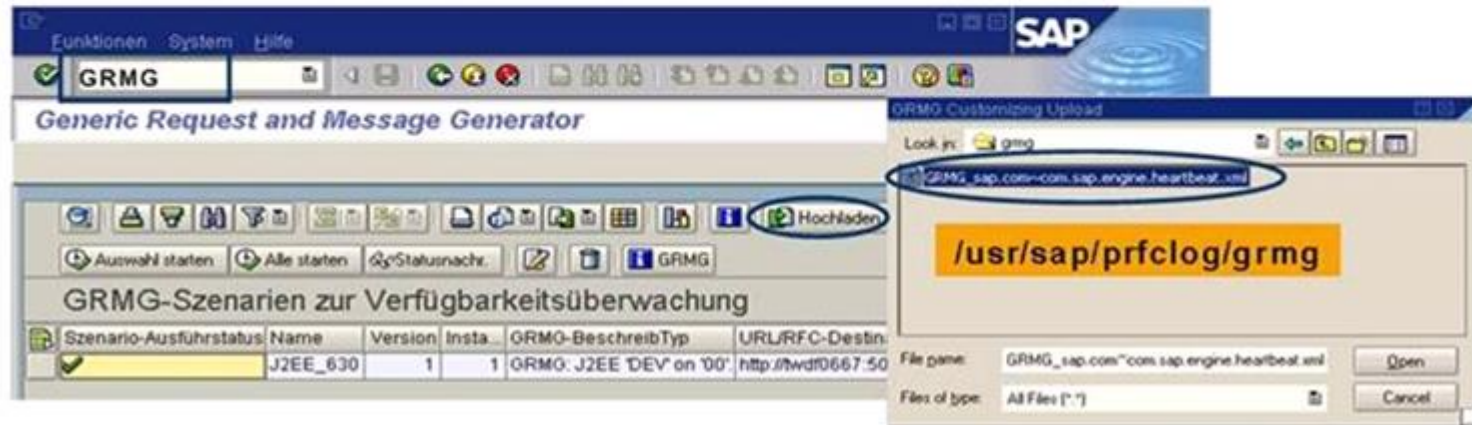 Funktionen System Hilfe
SAP
GRMG
Generic Request and Message Generator
Hochladen
Auswahl starten Alle starten Statusnachr. GRMG
GRMG-Szenarien zur Verfügbarkeitsüberwachung
Szenario-Ausführstatus Name Version Insta... GRMG-BeschreibTyp URL/RFC-Destin
J2EE_630 1 1 GRMG: J2EE 'DEV' on '00'. http://twdf0667:50
GRMG Customizing Upload
Look in: grmg
GRMG_sap.com~com.sap.engine.heartbeat.xml
/usr/sap/prfclog/grmg
File name: GRMG_sap.com~com.sap.engine.heartbeat.xml Open
Files of type: All Files (*.*) Cancel